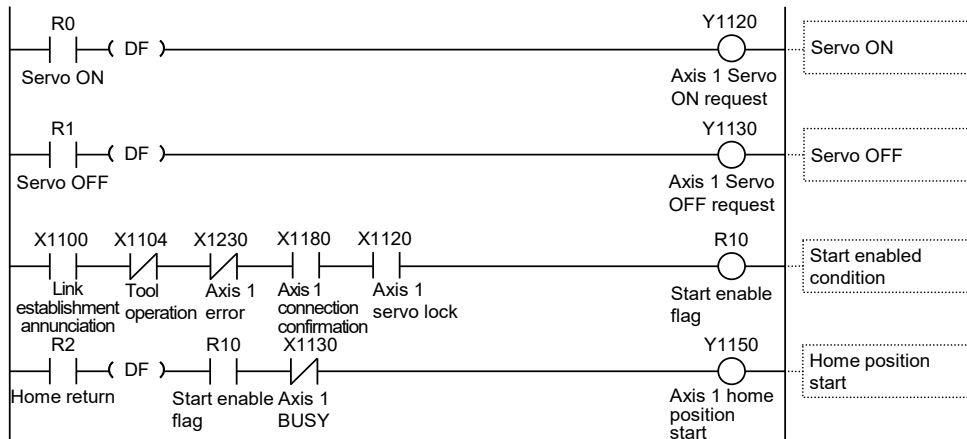 R0 Y1120
( DF ) Servo ON
Servo ON Axis 1 Servo
ON request
R1 Y1130
( DF ) Servo OFF
Servo OFF Axis 1 Servo
OFF request
X1100 X1104 X1230 X1180 X1120 R10
Start enabled
condition
Link Tool Axis 1 Axis 1 Axis 1 Start enable
establishment operation error connection servo lock flag
annunciation confirmation
R2 R10 X1130 Y1150
( DF ) Home position
start
Home return Start enable Axis 1 Axis 1 home
flag BUSY position
start